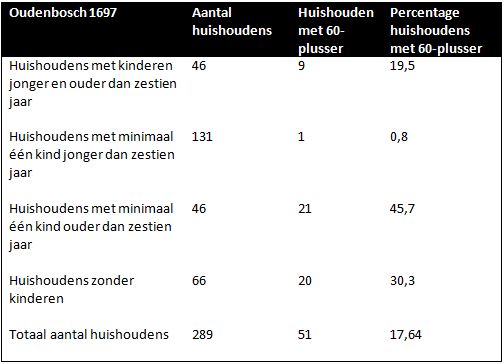 Oudenbosch 1697 Aantal Huishouden Percentage
huishoudens met 60- huishoudens
plusser met 60-plusser
Huishoudens met kinderen 46 9 19,5
jonger en ouder dan zestien
jaar
Huishoudens met minimaal 131 1 0,8
één kind jonger dan zestien
jaar
Huishoudens met minimaal 46 21 45,7
één kind ouder dan zestien
jaar
Huishoudens zonder 66 20 30,3
kinderen
Totaal aantal huishoudens 289 51 17,64